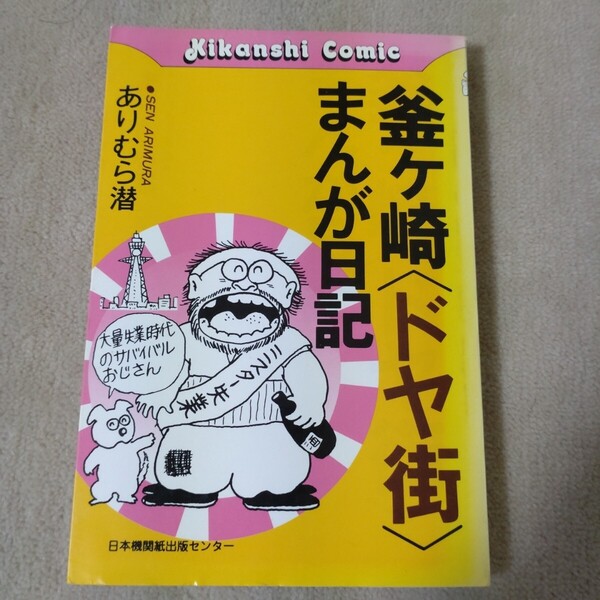 Kikanshi Comic
釜ヶ崎〈ドヤ街〉
まんが日記
●SEN ARIMURA
ありむら潜
大量失業時代
のサバイバル
おじさん
ミスター失業
酒
日本機関紙出版センター